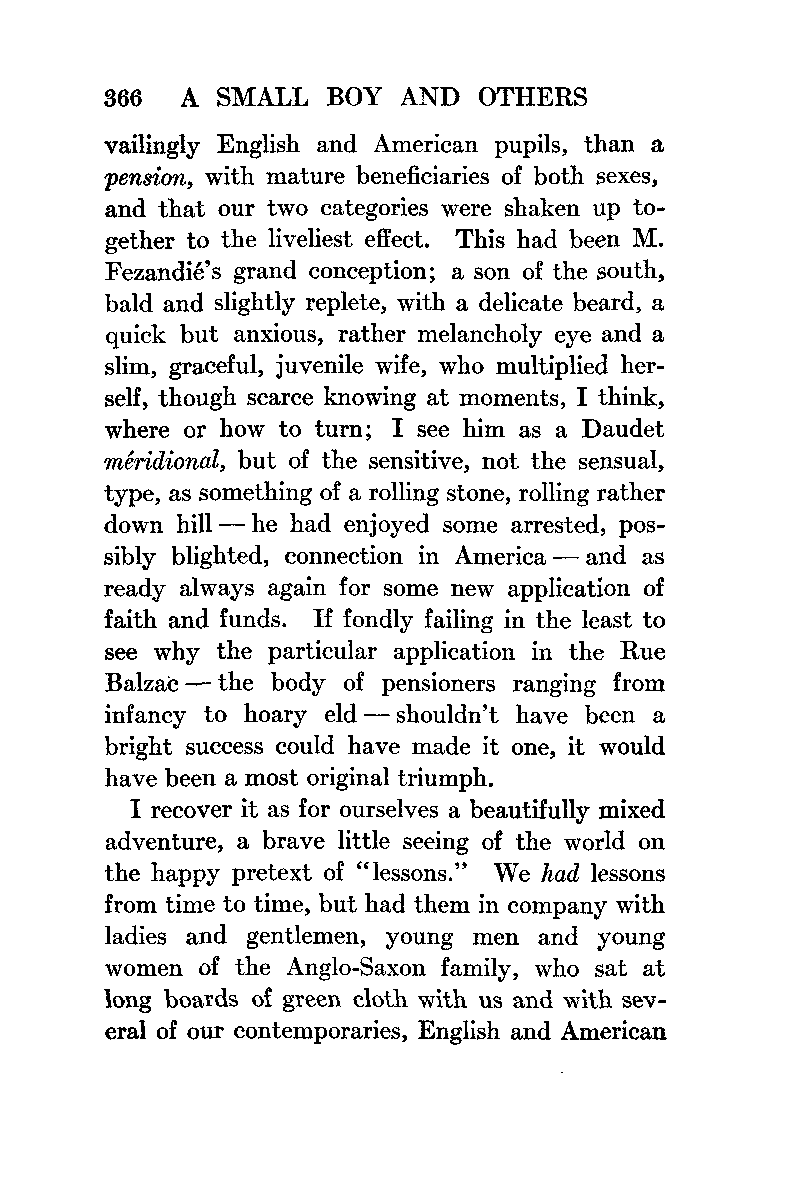 366 A SMALL BOY AND OTHERS
vailingly English and American pupils, than a
pension, with mature beneficiaries of both sexes,
and that our two categories were shaken up to-
gether to the liveliest effect. This had been M.
Fezandié's grand conception; a son of the south,
bald and slightly replete, with a delicate beard, a
quick but anxious, rather melancholy eye and a
slim, graceful, juvenile wife, who multiplied her-
self, though scarce knowing at moments, I think,
where or how to turn; I see him as a Daudet
méridional, but of the sensitive, not the sensual,
type, as something of a rolling stone, rolling rather
down hill — he had enjoyed some arrested, pos-
sibly blighted, connection in America — and as
ready always again for some new application of
faith and funds. If fondly failing in the least to
see why the particular application in the Rue
Balzac — the body of pensioners ranging from
infancy to hoary eld — shouldn't have been a
bright success could have made it one, it would
have been a most original triumph.
I recover it as for ourselves a beautifully mixed
adventure, a brave little seeing of the world on
the happy pretext of "lessons." We had lessons
from time to time, but had them in company with
ladies and gentlemen, young men and young
women of the Anglo-Saxon family, who sat at
long boards of green cloth with us and with sev-
eral of our contemporaries, English and American